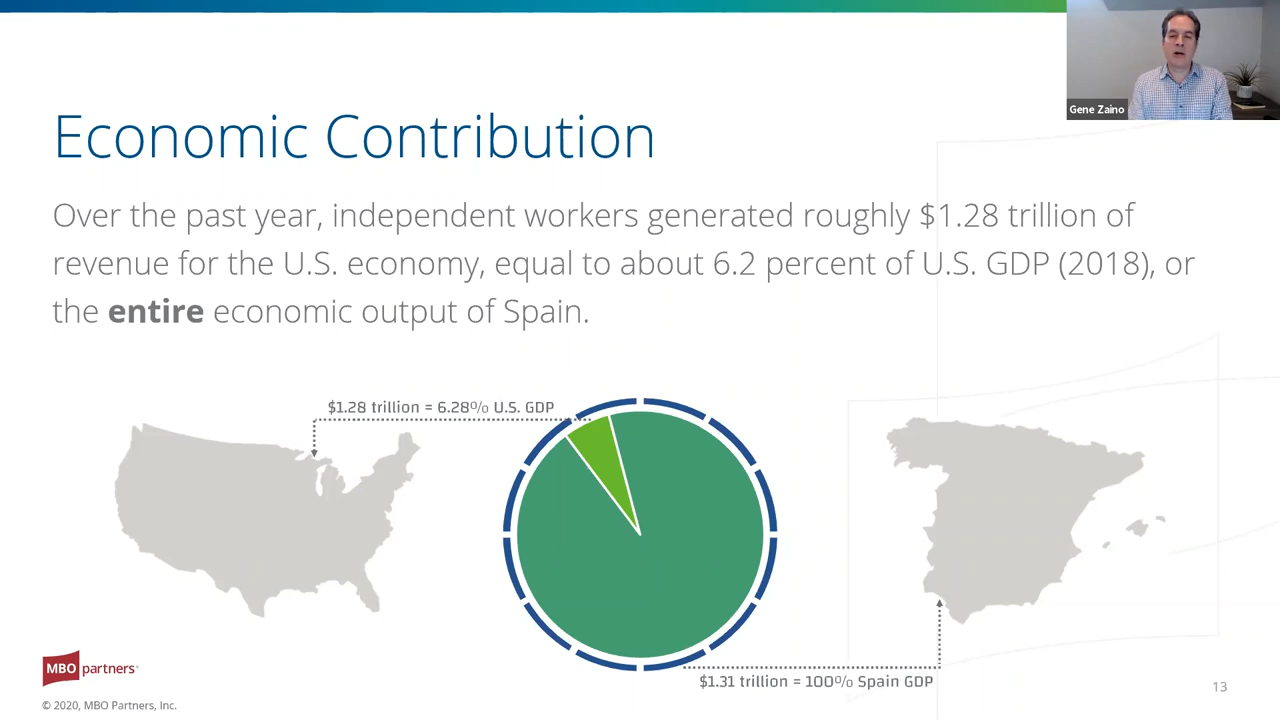 Gene Zaino
Economic Contribution
Over the past year, independent workers generated roughly $1.28 trillion of
revenue for the U.S. economy, equal to about 6.2 percent of U.S. GDP (2018), or
the entire economic output of Spain.
$1.28 trillion = 6.28% U.S. GDP
$1.31 trillion = 100% Spain GDP
MBO partners
© 2020, MBO Partners, Inc.
13